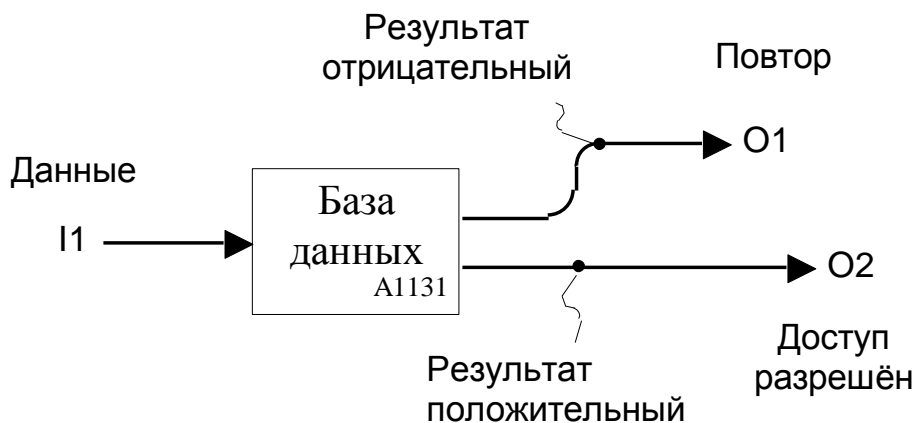 Результат
отрицательный
Повтор
O1
Данные
I1
База
данных
A1131
O2
Результат
положительный
Доступ
разрешён